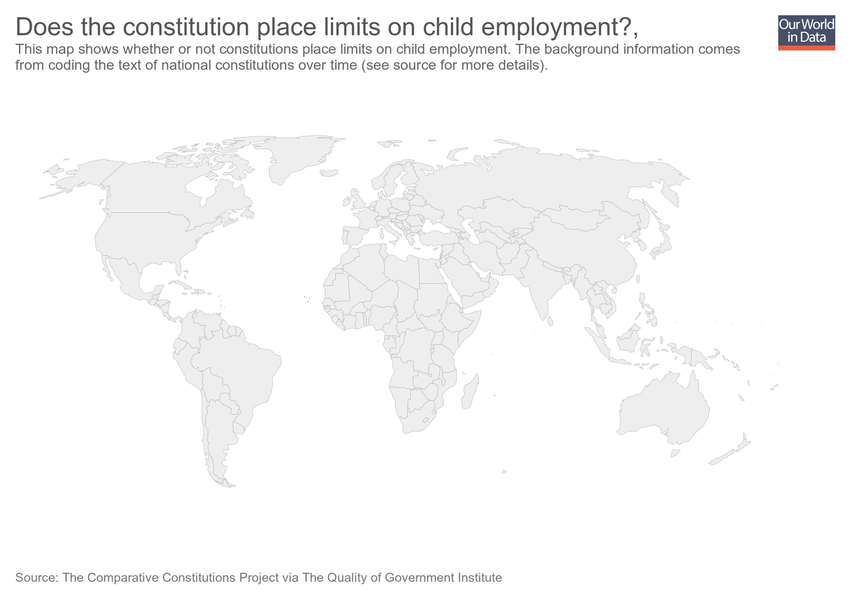 Does the constitution place limits on child employment?,
Our World
in Data
This map shows whether or not constitutions place limits on child employment. The background information comes
from coding the text of national constitutions over time (see source for more details).
Source: The Comparative Constitutions Project via The Quality of Government Institute